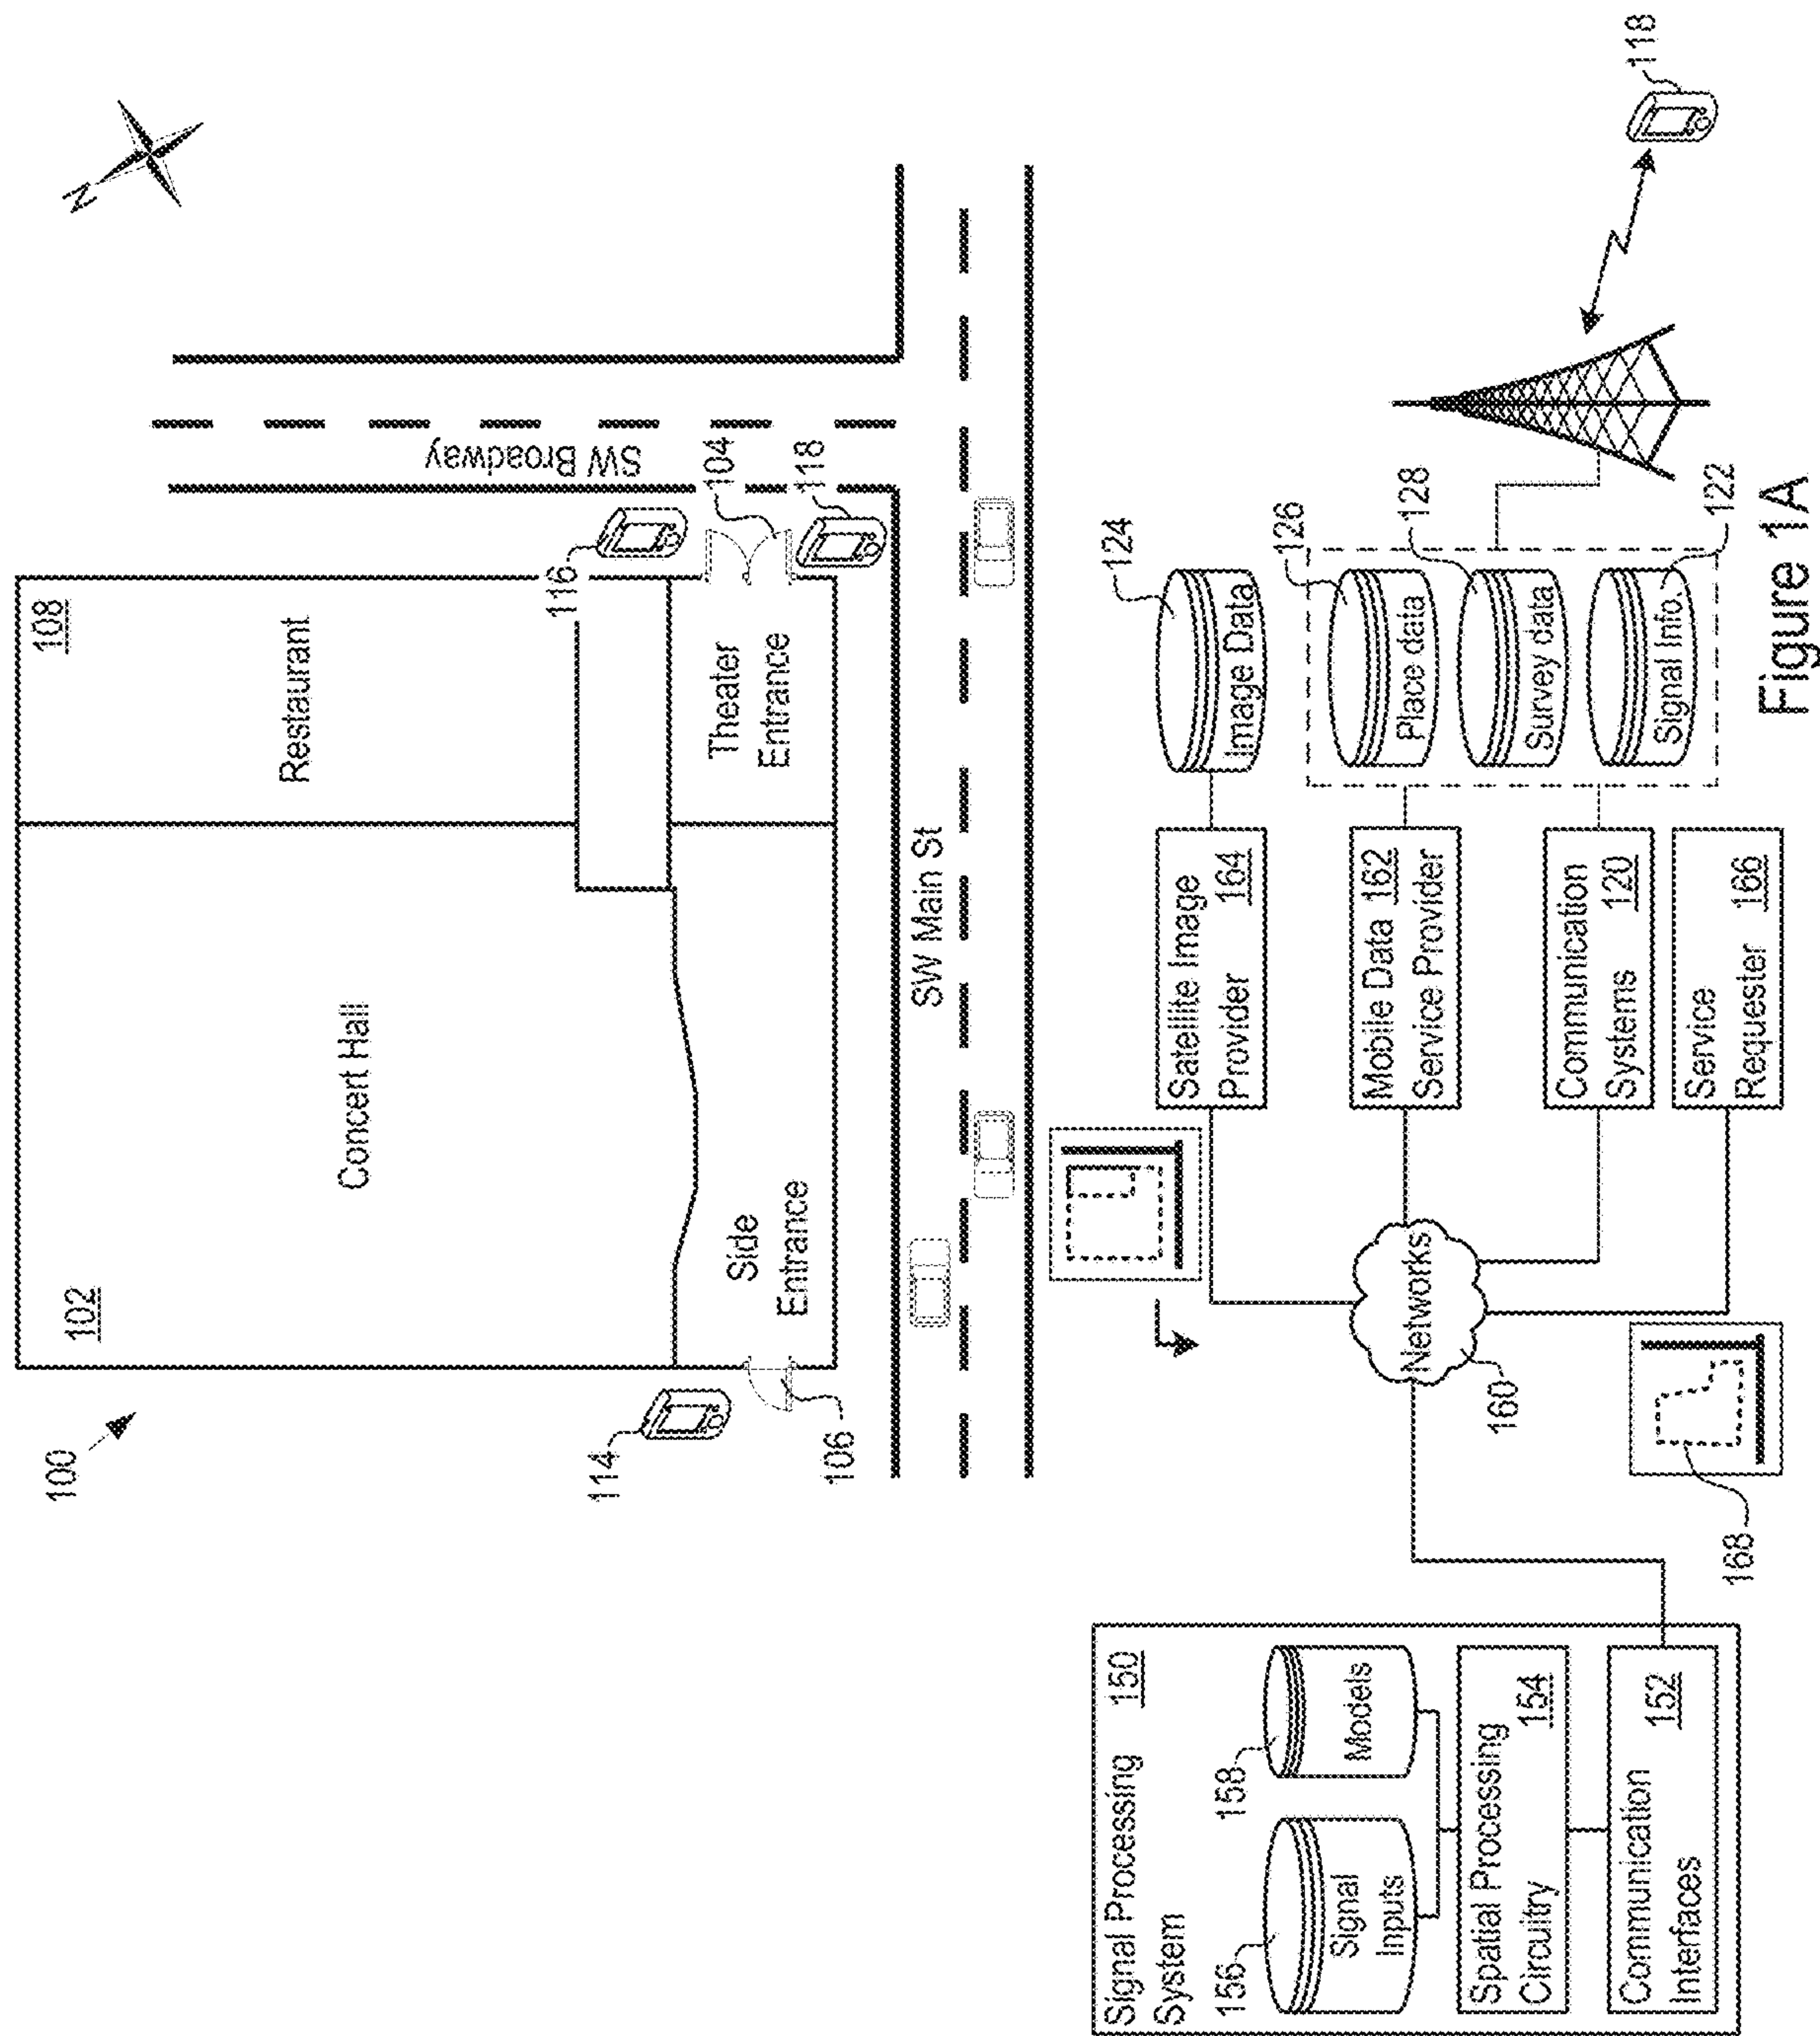 100
102
Concert Hall
Restaurant
108
N
114
Side
Entrance
106
116
Theater
Entrance
104
118
SW Broadway
SW Main St
Signal Processing
System
150
156
Signal
Inputs
158
Models
Spatial Processing
Circuitry
154
Communication
Interfaces
152
Networks
160
168
Satellite Image
Provider
164
Mobile Data
162
Service Provider
Communication
Systems
120
Service
Requester
166
124
Image Data
126
Place data
128
Survey data
122
Signal Info.
118
Figure 1A